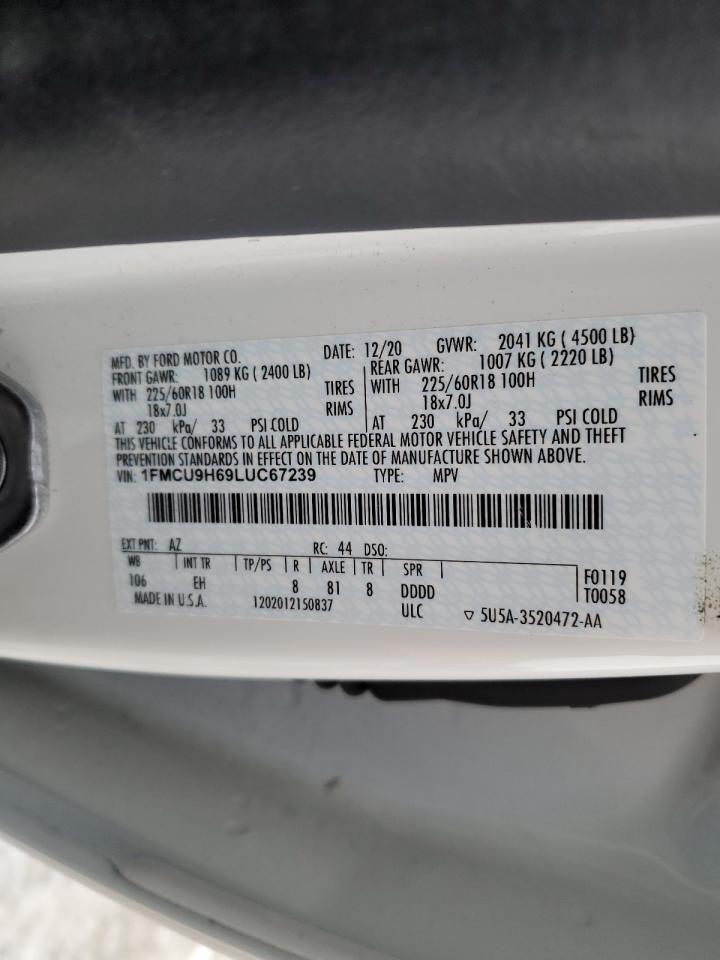 MFD. BY FORD MOTOR CO. DATE: 12/20 GVWR: 2041 KG ( 4500 LB)
FRONT GAWR: 1089 KG ( 2400 LB) REAR GAWR: 1007 KG ( 2220 LB)
WITH 225/60R18 100H TIRES WITH 225/60R18 100H TIRES
18x7.0J RIMS 18x7.0J RIMS
AT 230 kPa/ 33 PSI COLD AT 230 kPa/ 33 PSI COLD
THIS VEHICLE CONFORMS TO ALL APPLICABLE FEDERAL MOTOR VEHICLE SAFETY AND THEFT
PREVENTION STANDARDS IN EFFECT ON THE DATE OF MANUFACTURE SHOWN ABOVE.
VIN: 1FMCU9H69LUC67239 TYPE: MPV
EXT PNT: AZ RC: 44 DSO:
WB INT TR TP/PS R AXLE TR SPR F0119
106 EH 8 81 8 DDDD T0058
MADE IN U.S.A. 1202012150837 ULC ▽ 5U5A-3520472-AA